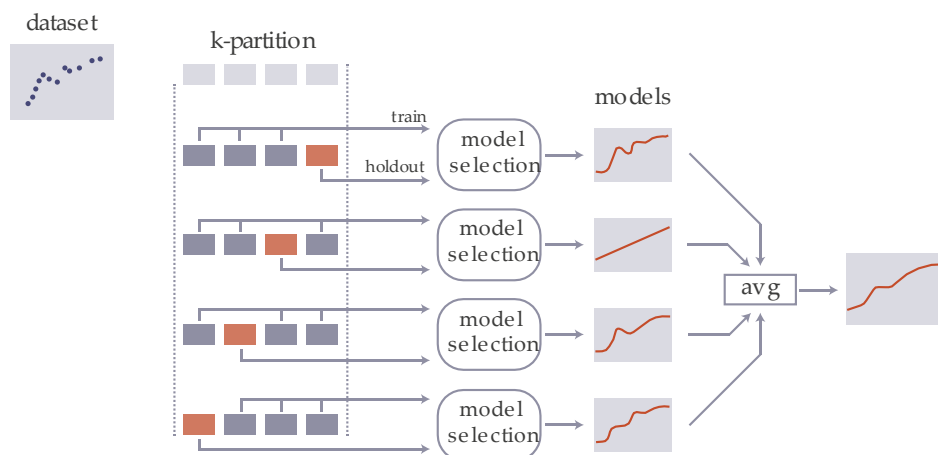 dataset
k-partition
models
train
model
selection
holdout
model
selection
avg
model
selection
model
selection